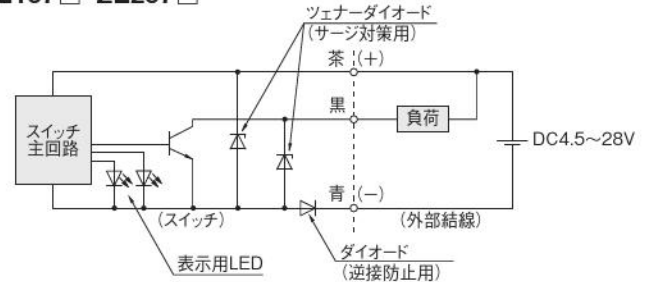 ツェナーダイオード
(サージ対策用)
茶 (+)
黒
負荷
スイッチ
主回路
DC4.5〜28V
青 (−)
(スイッチ)
(外部結線)
表示用LED
ダイオード
(逆接防止用)